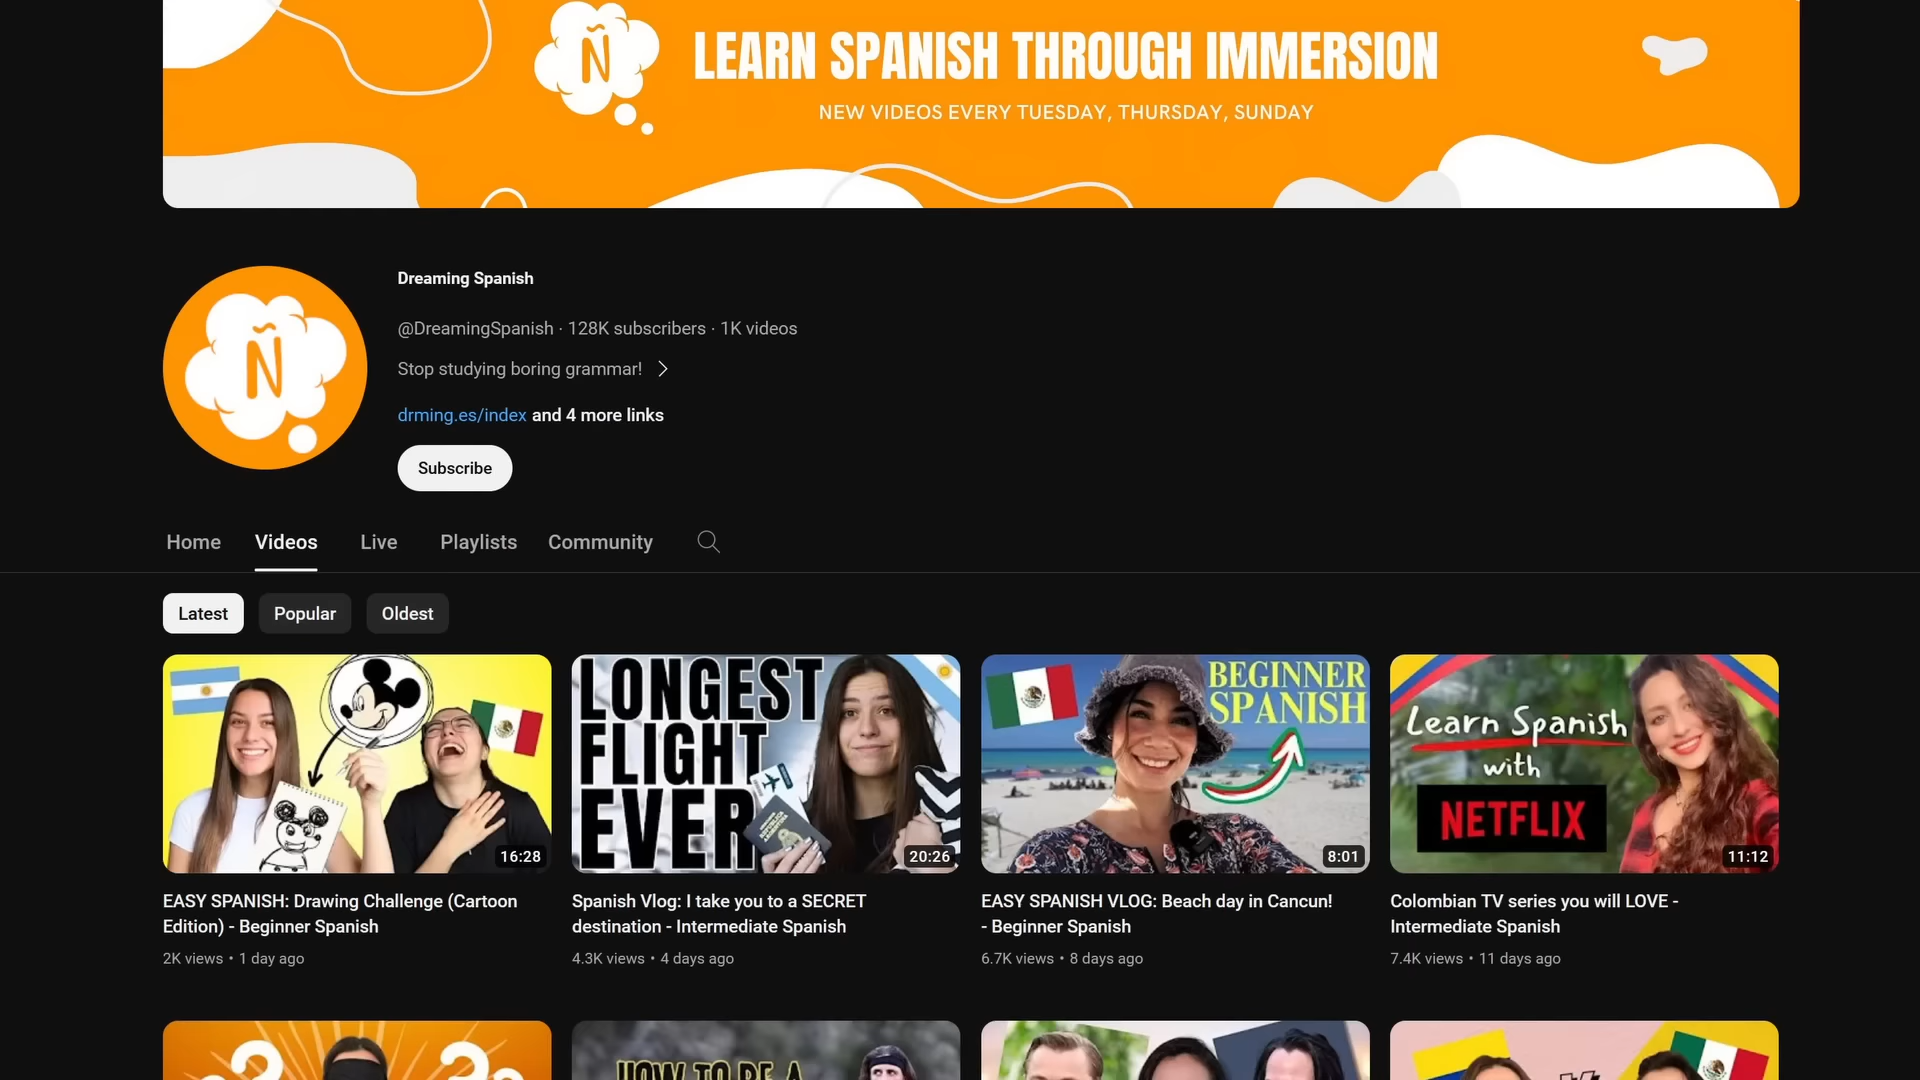 Ñ
LEARN SPANISH THROUGH IMMERSION
NEW VIDEOS EVERY TUESDAY, THURSDAY, SUNDAY
Ñ
Dreaming Spanish
@DreamingSpanish · 128K subscribers · 1K videos
Stop studying boring grammar!
drming.es/index and 4 more links
Subscribe
Home Videos Live Playlists Community
Latest Popular Oldest
16:28
EASY SPANISH: Drawing Challenge (Cartoon
Edition) - Beginner Spanish
2K views • 1 day ago
LONGEST
FLIGHT
EVER
20:26
Spanish Vlog: I take you to a SECRET
destination - Intermediate Spanish
4.3K views • 4 days ago
BEGINNER
SPANISH
8:01
EASY SPANISH VLOG: Beach day in Cancun!
- Beginner Spanish
6.7K views • 8 days ago
Learn Spanish
with
NETFLIX
11:12
Colombian TV series you will LOVE -
Intermediate Spanish
7.4K views • 11 days ago
? ?
HOW TO BE A